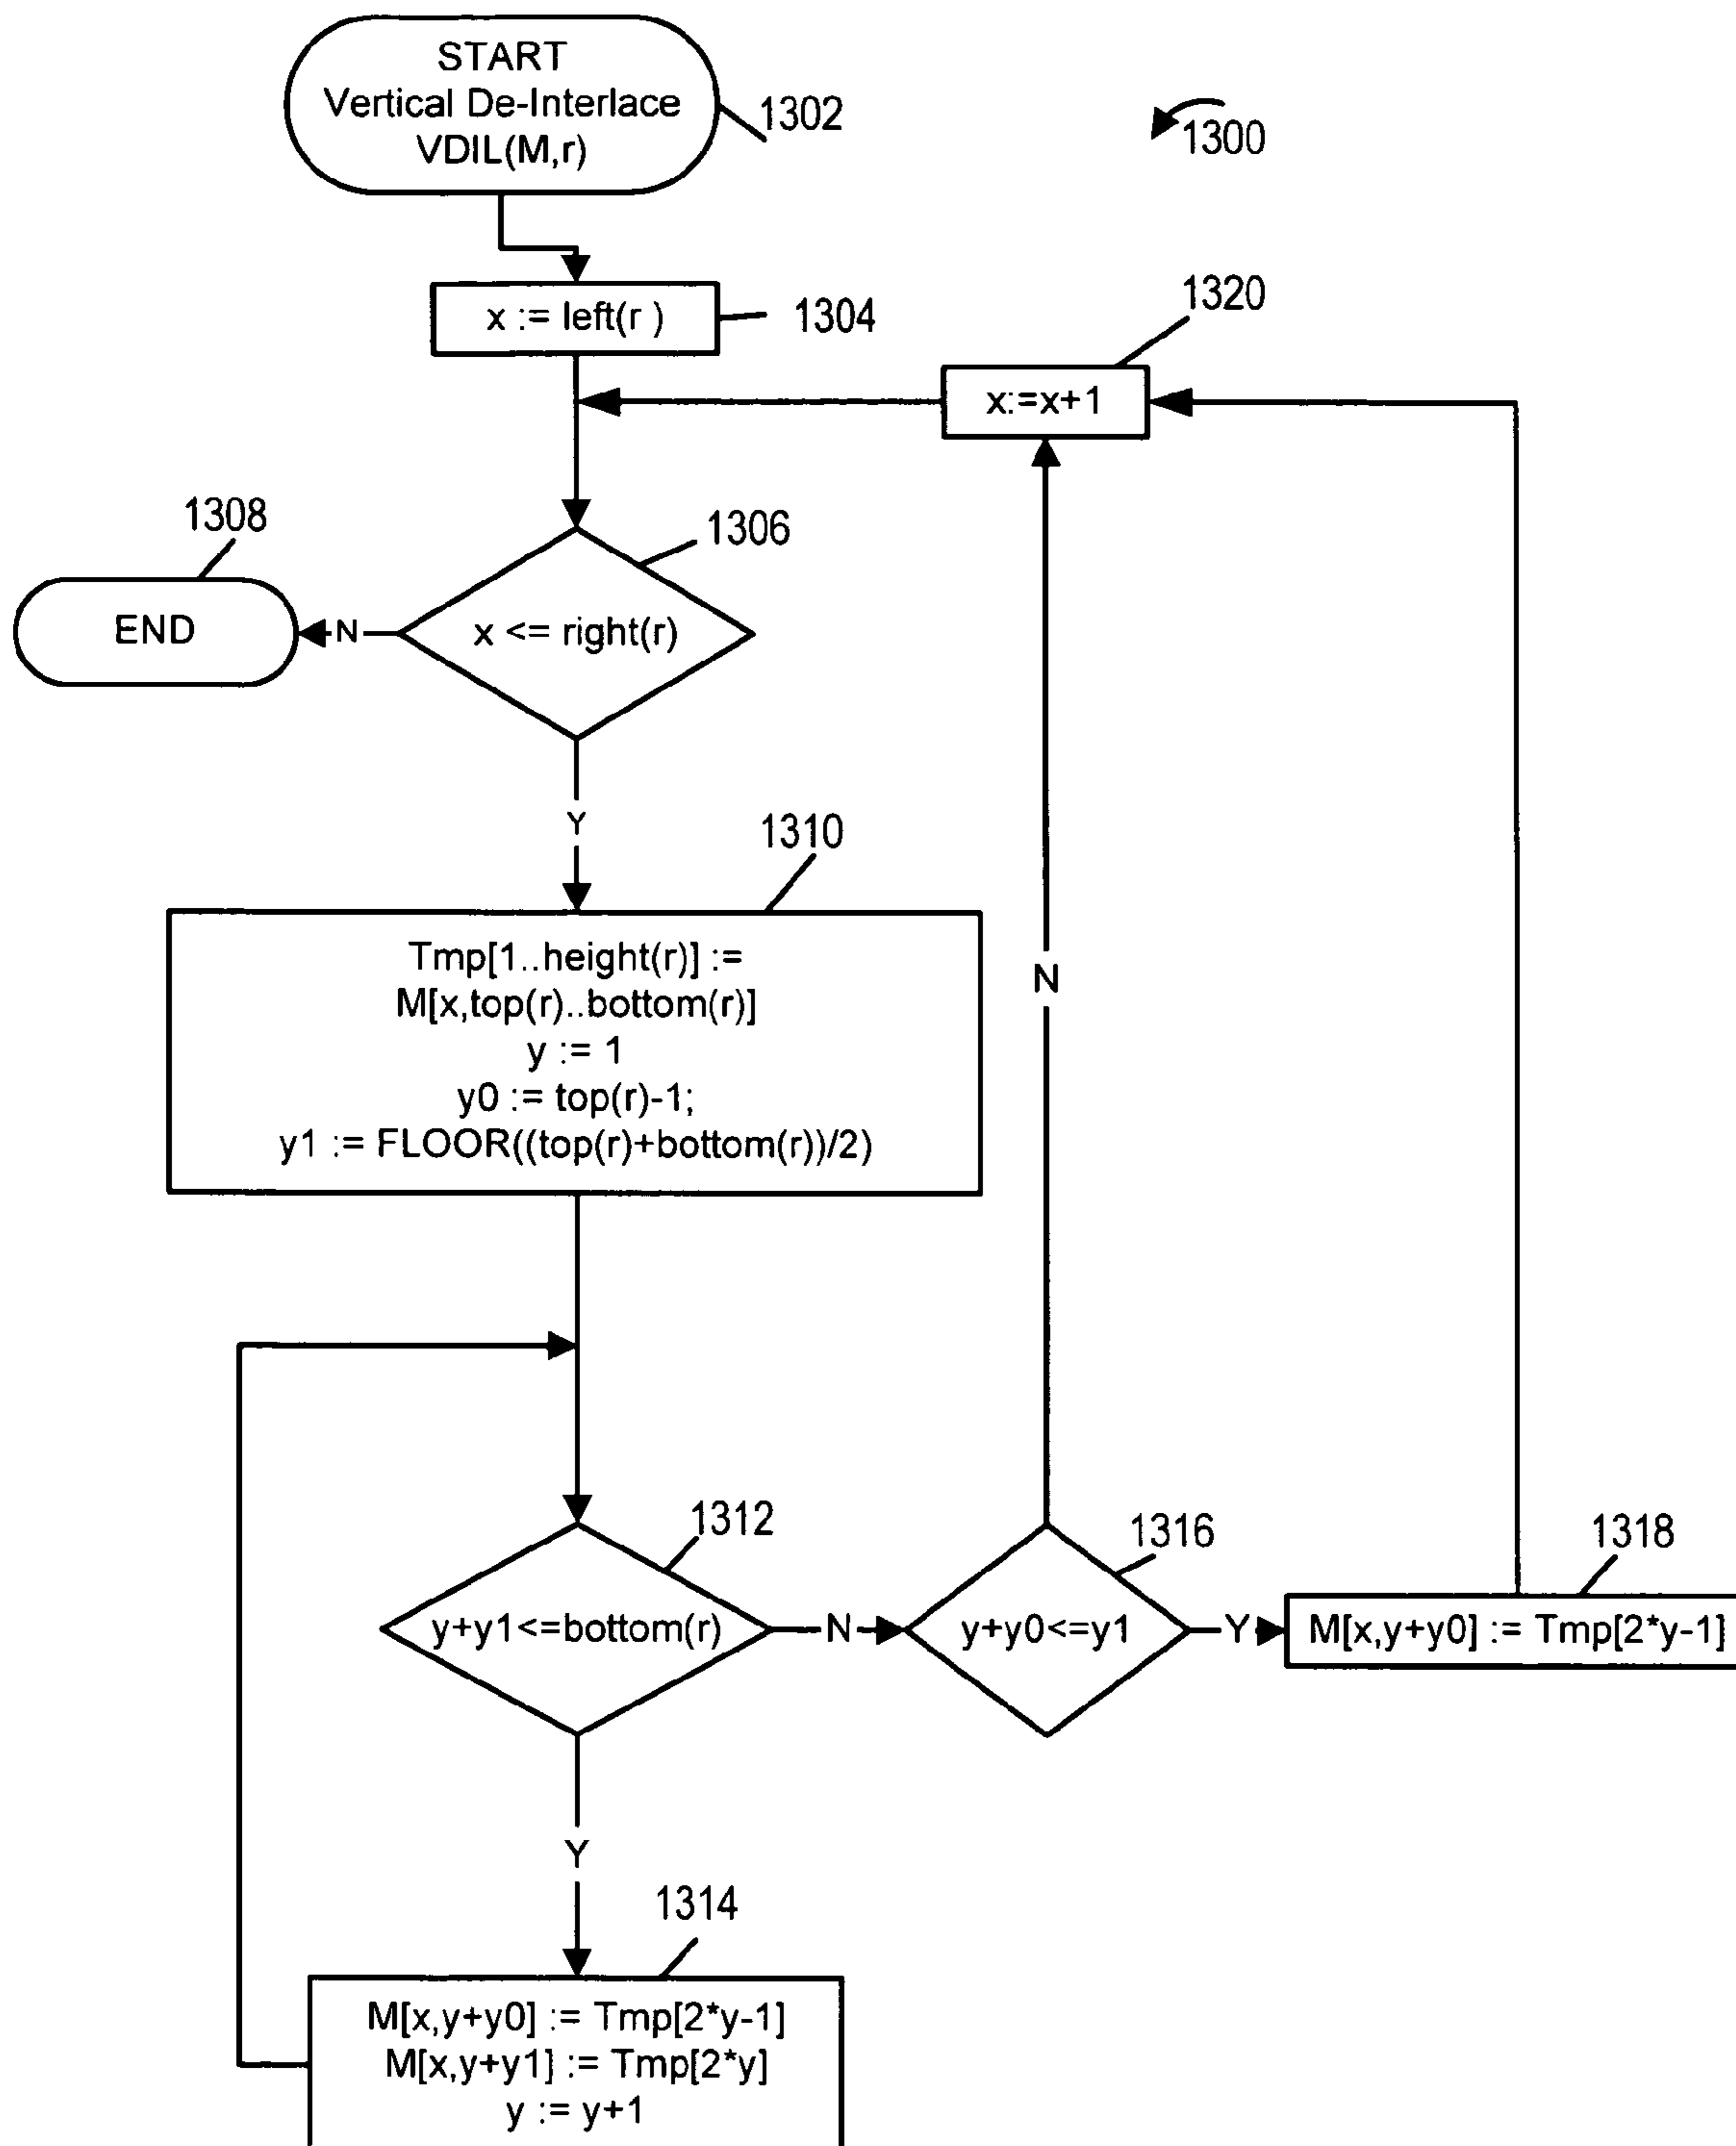 START
Vertical De-Interlace
VDIL(M,r)
1302
1300
x := left(r )
1304
1320
x:=x+1
1308
1306
END
N
x <= right(r)
Y
1310
Tmp[1..height(r)] :=
M[x,top(r)..bottom(r)]
y := 1
y0 := top(r)-1;
y1 := FLOOR((top(r)+bottom(r))/2)
N
1312
1316
1318
y+y1<=bottom(r)
N
y+y0<=y1
Y
M[x,y+y0] := Tmp[2*y-1]
Y
1314
M[x,y+y0] := Tmp[2*y-1]
M[x,y+y1] := Tmp[2*y]
y := y+1